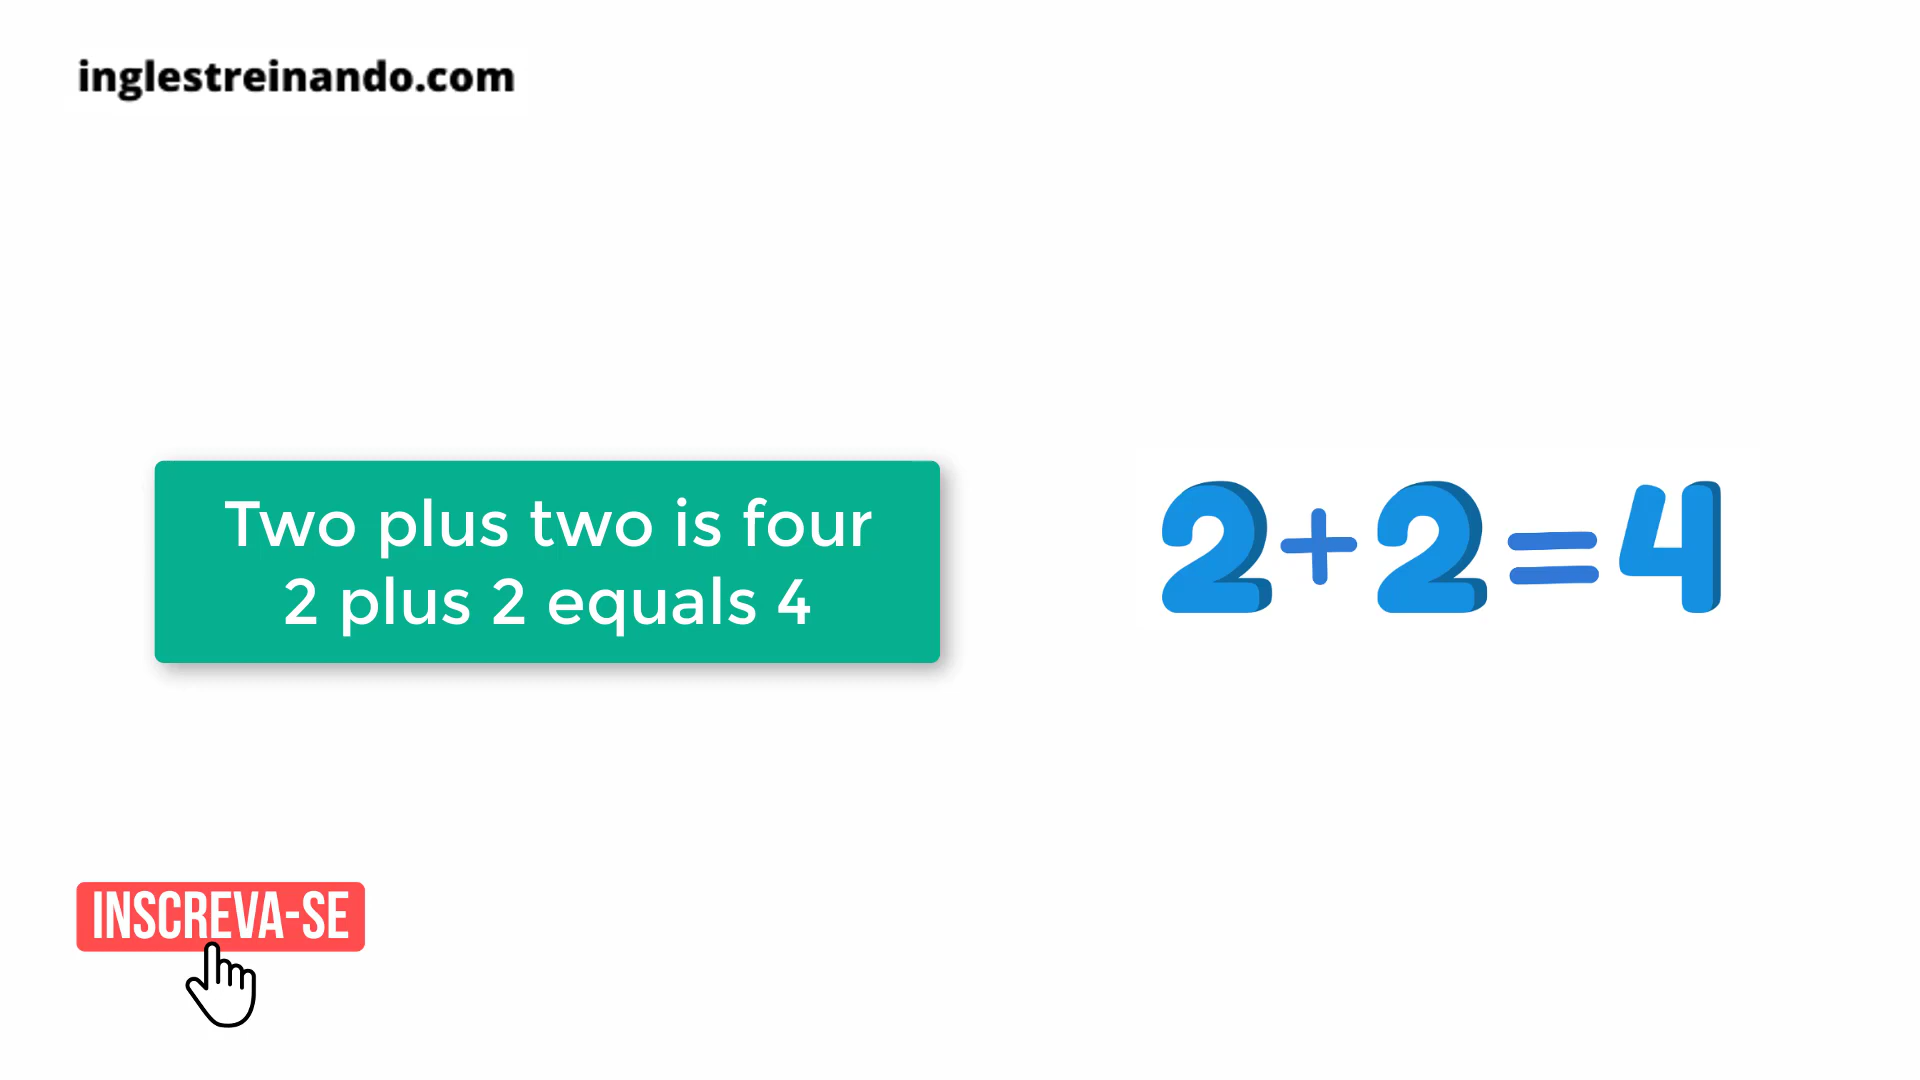 inglestreinando.com
Two plus two is four
2 plus 2 equals 4
2+2=4
INSCREVA-SE